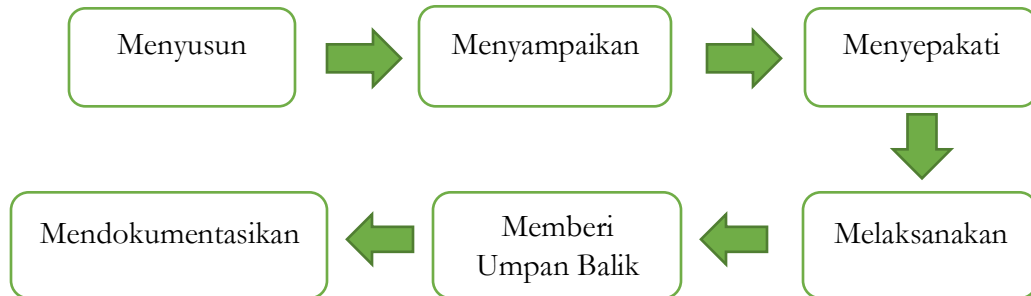 Menyusun
Menyampaikan
Menyepakati
Melaksanakan
Memberi
Umpan Balik
Mendokumentasikan